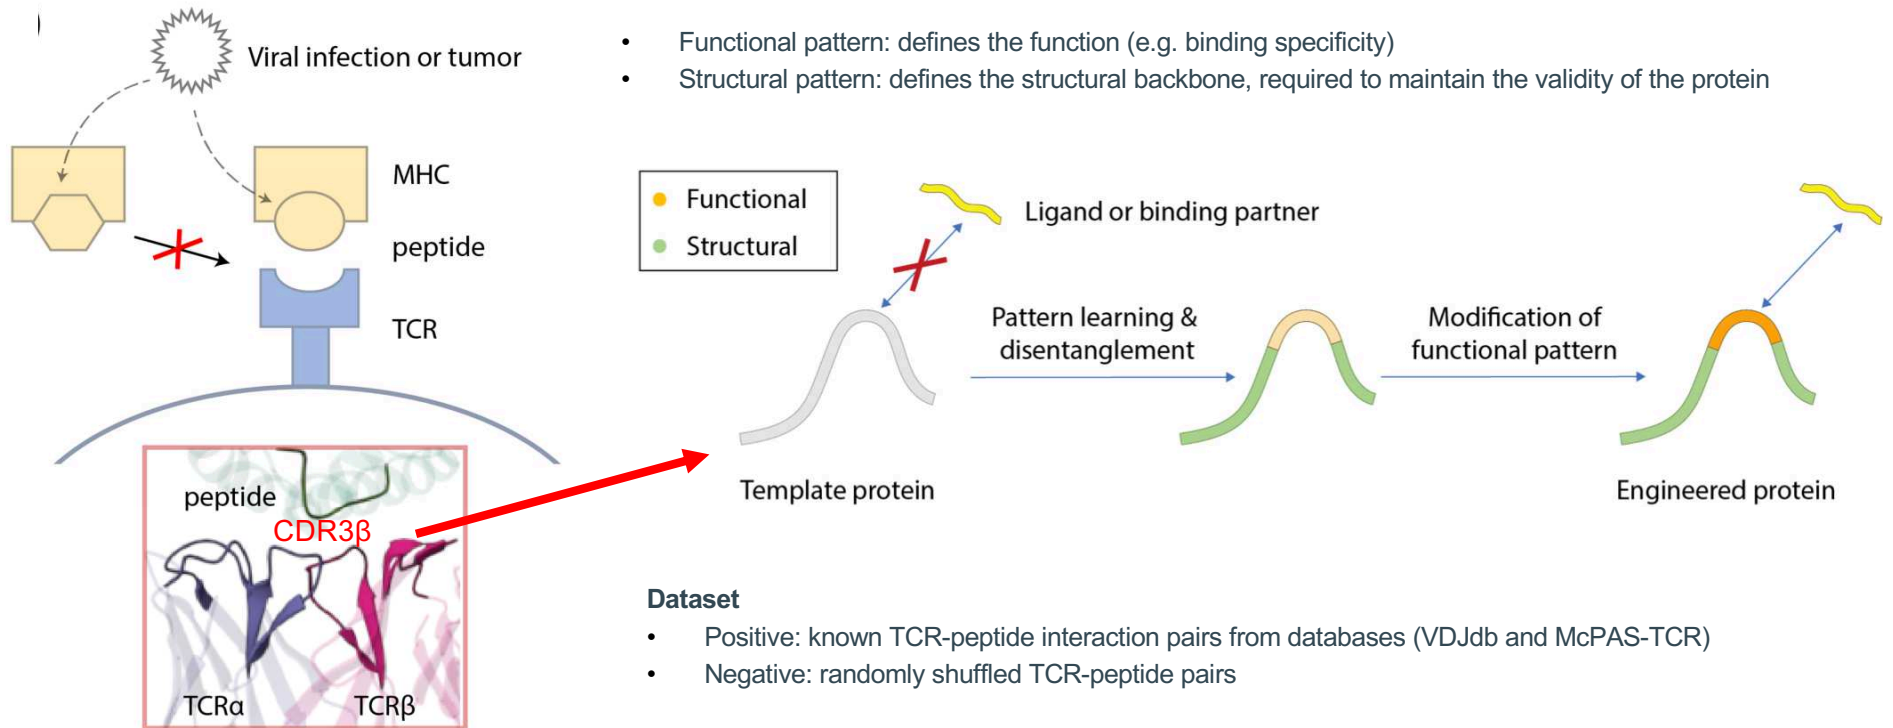 • Functional pattern: defines the function (e.g. binding specificity)
• Structural pattern: defines the structural backbone, required to maintain the validity of the protein
Viral infection or tumor
MHC
peptide
TCR
Functional
Structural
Ligand or binding partner
Pattern learning &
disentanglement
Modification of
functional pattern
Template protein
Engineered protein
peptide
CDR3β
TCRα
TCRβ
Dataset
• Positive: known TCR-peptide interaction pairs from databases (VDJdb and McPAS-TCR)
• Negative: randomly shuffled TCR-peptide pairs